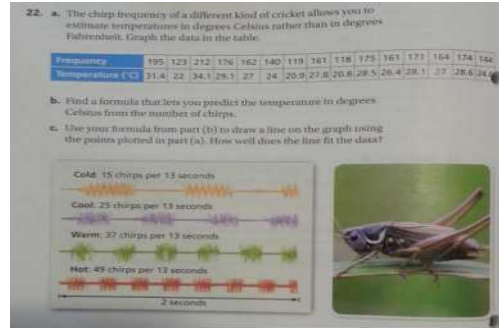 22. a. The chirp frequency of a different kind of cricket allows you to
estimate temperatures in degrees Celsius rather than in degrees
Fahrenheit. Graph the data in the table.
Frequency 195 123 212 176 162 140 119 161 118 175 161 171 164 174 144
Temperature (°C) 31.4 22 34.1 29.1 27 24 20.9 27.8 20.8 28.5 26.4 28.1 27 28.6 24.6
b. Find a formula that lets you predict the temperature in degrees
Celsius from the number of chirps.
c. Use your formula from part (b) to draw a line on the graph using
the points plotted in part (a). How well does the line fit the data?
Cold: 15 chirps per 13 seconds
Cool: 25 chirps per 13 seconds
Warm: 37 chirps per 13 seconds
Hot: 49 chirps per 13 seconds
2 seconds